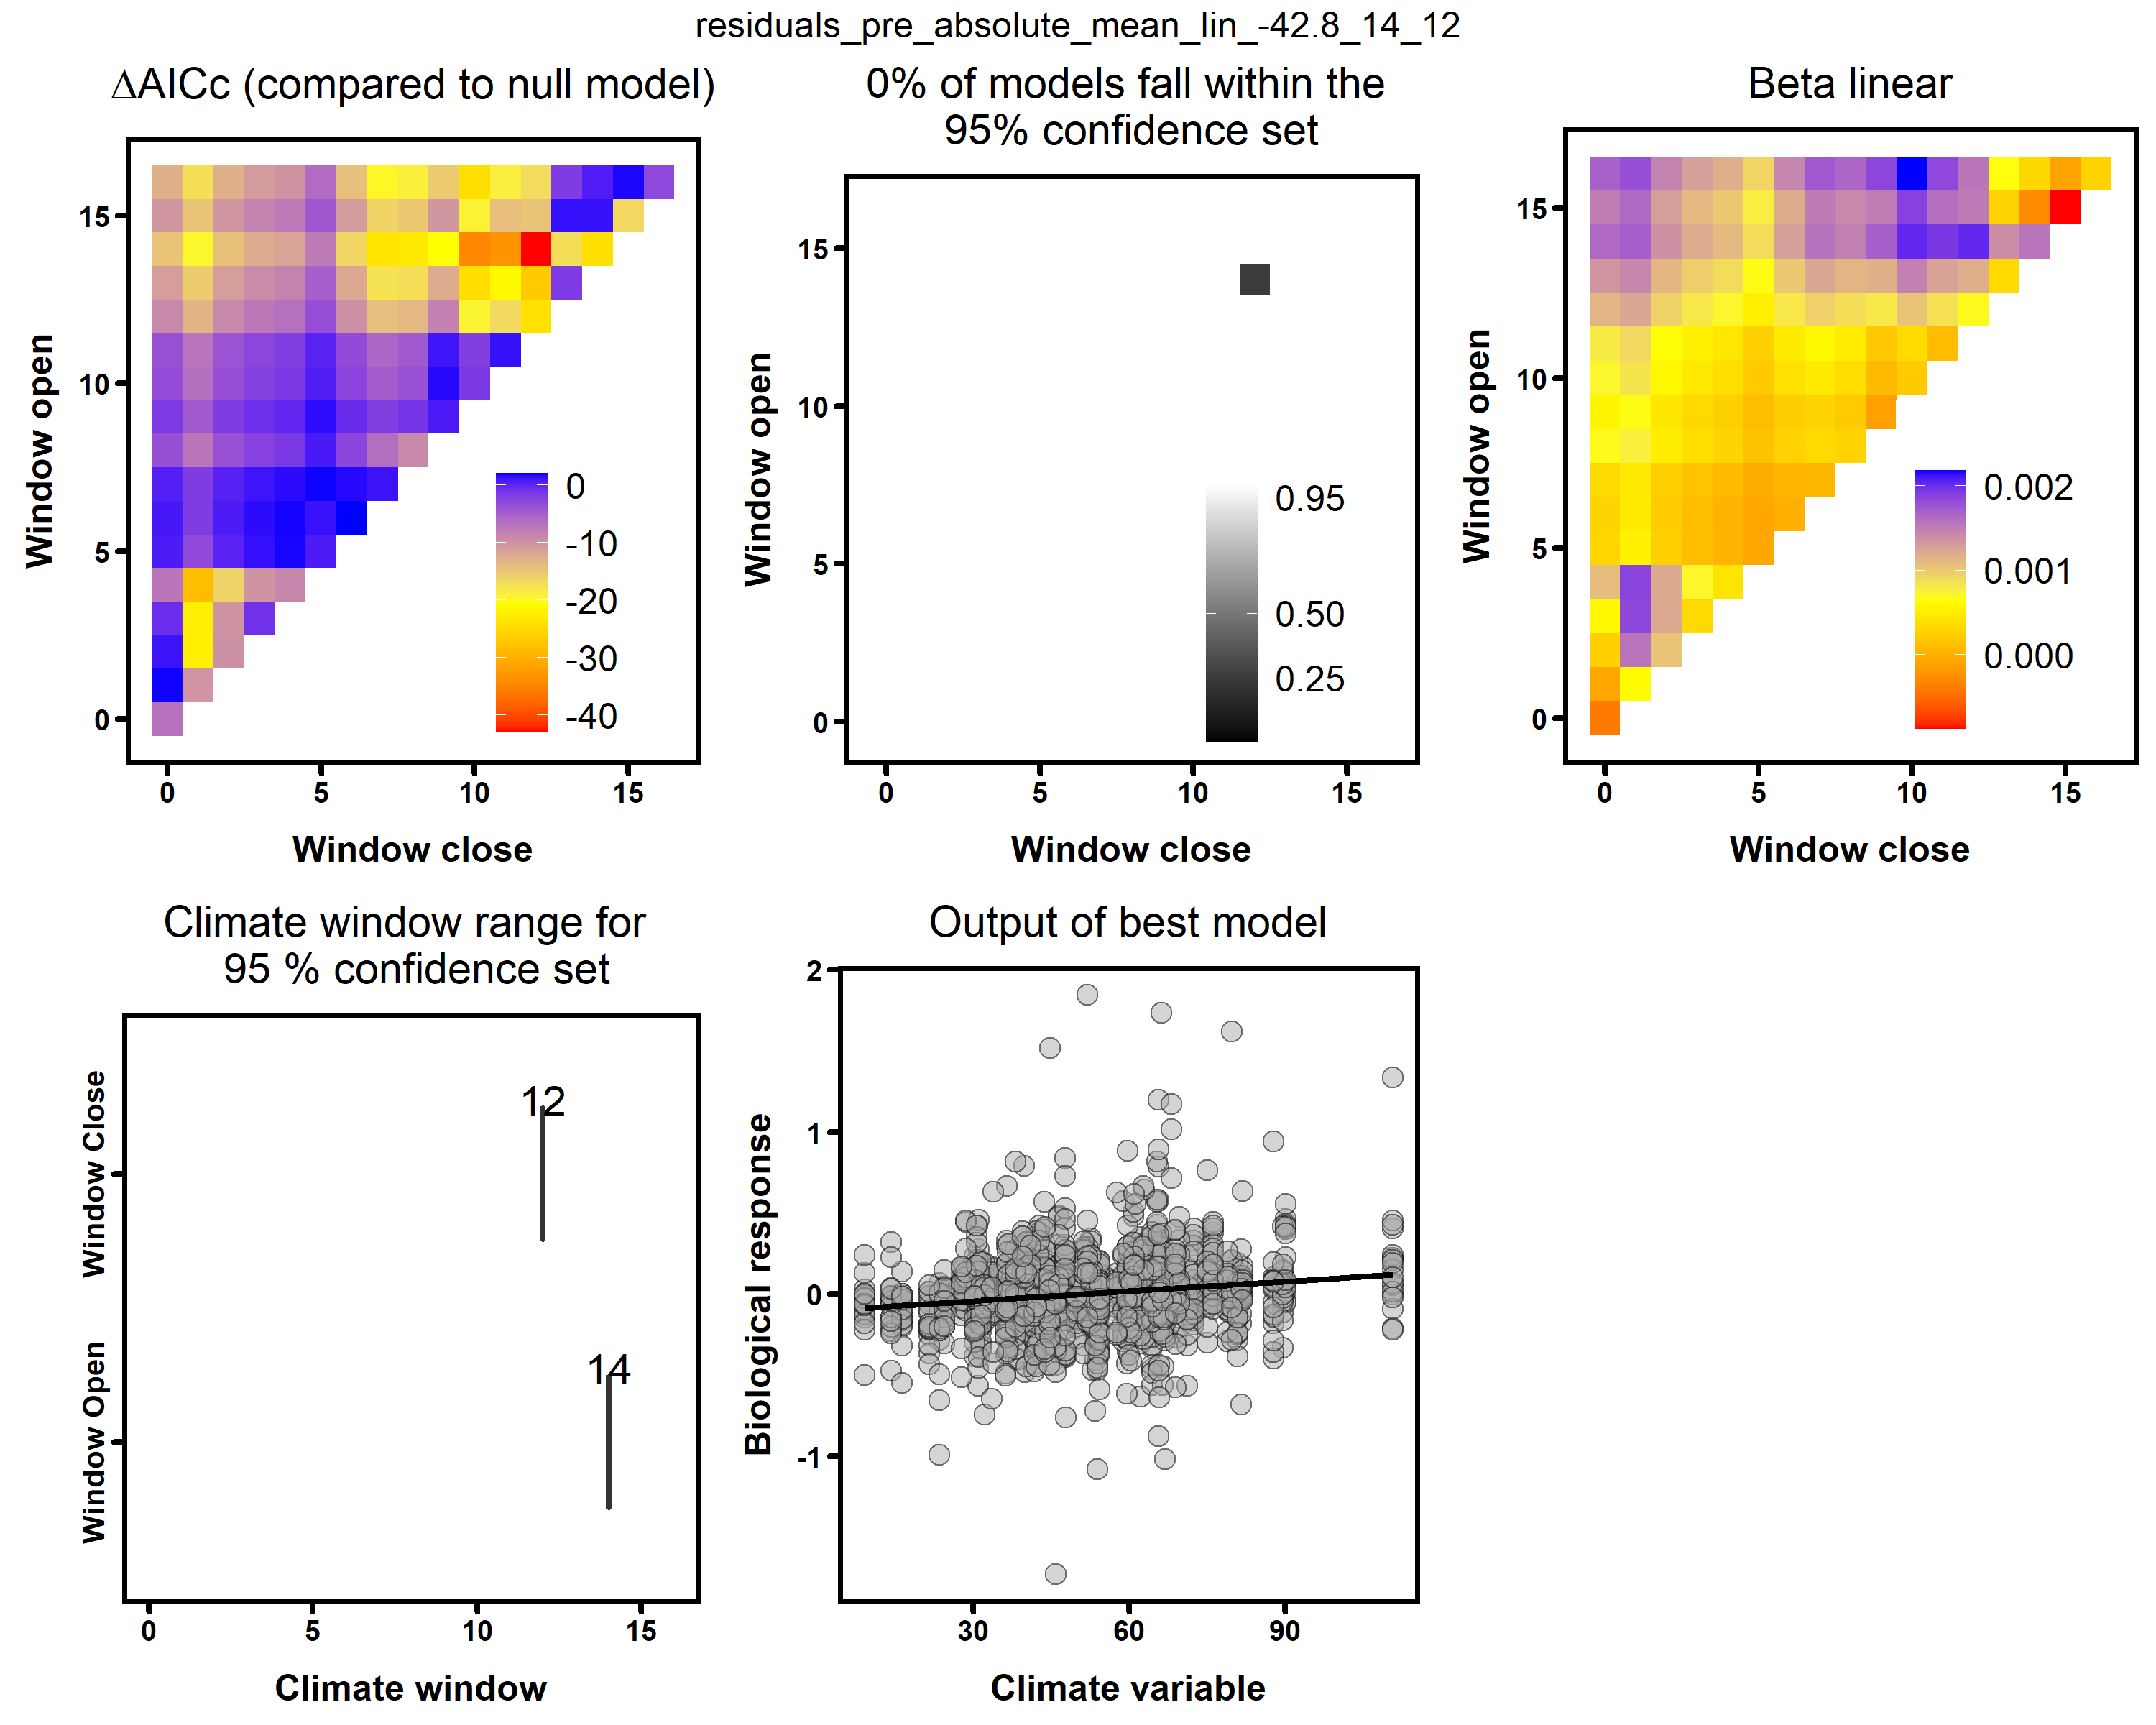 residuals_pre_absolute_mean_lin_-42.8_14_12
ΔAICc (compared to null model)
Window open
15
10
5
0
0
-10
-20
-30
-40
0
5
10
15
Window close
0% of models fall within the
95% confidence set
Window open
15
10
5
0
0.95
0.50
0.25
0
5
10
15
Window close
Beta linear
Window open
15
10
5
0
0.002
0.001
0.000
0
5
10
15
Window close
Climate window range for
95 % confidence set
Window Close
Window Open
12
14
0
5
10
15
Climate window
Output of best model
Biological response
2
1
0
-1
30
60
90
Climate variable